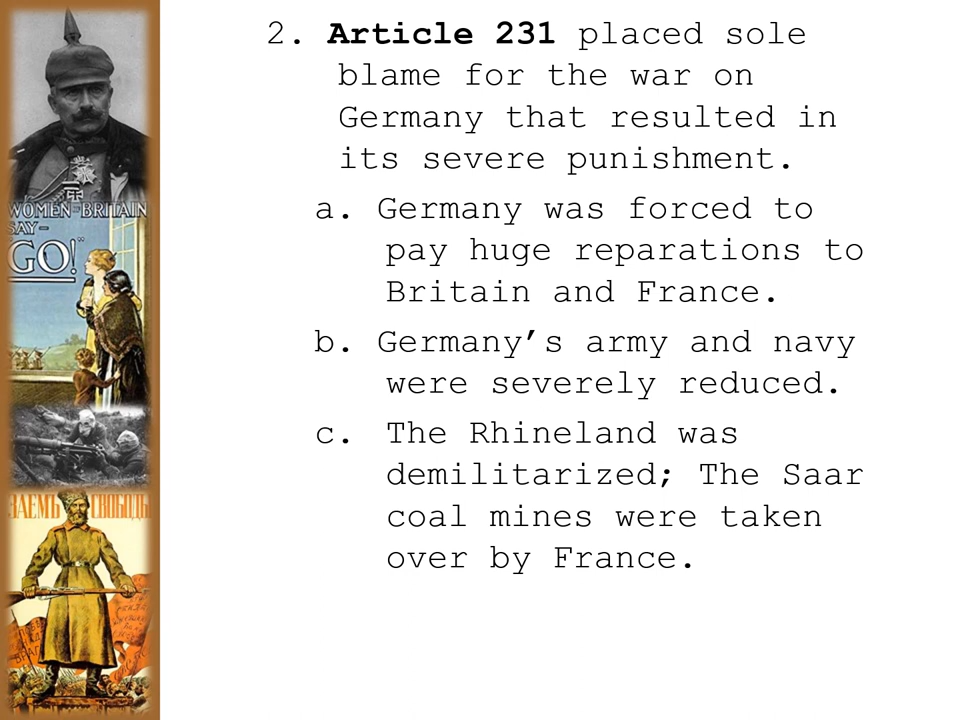 2. Article 231 placed sole
blame for the war on
Germany that resulted in
its severe punishment.
a. Germany was forced to
pay huge reparations to
Britain and France.
b. Germany’s army and navy
were severely reduced.
c. The Rhineland was
demilitarized; The Saar
coal mines were taken
over by France.
WOMEN OF BRITAIN
SAY–
"GO!"
ЗАЕМЪ СВОБОДЫ